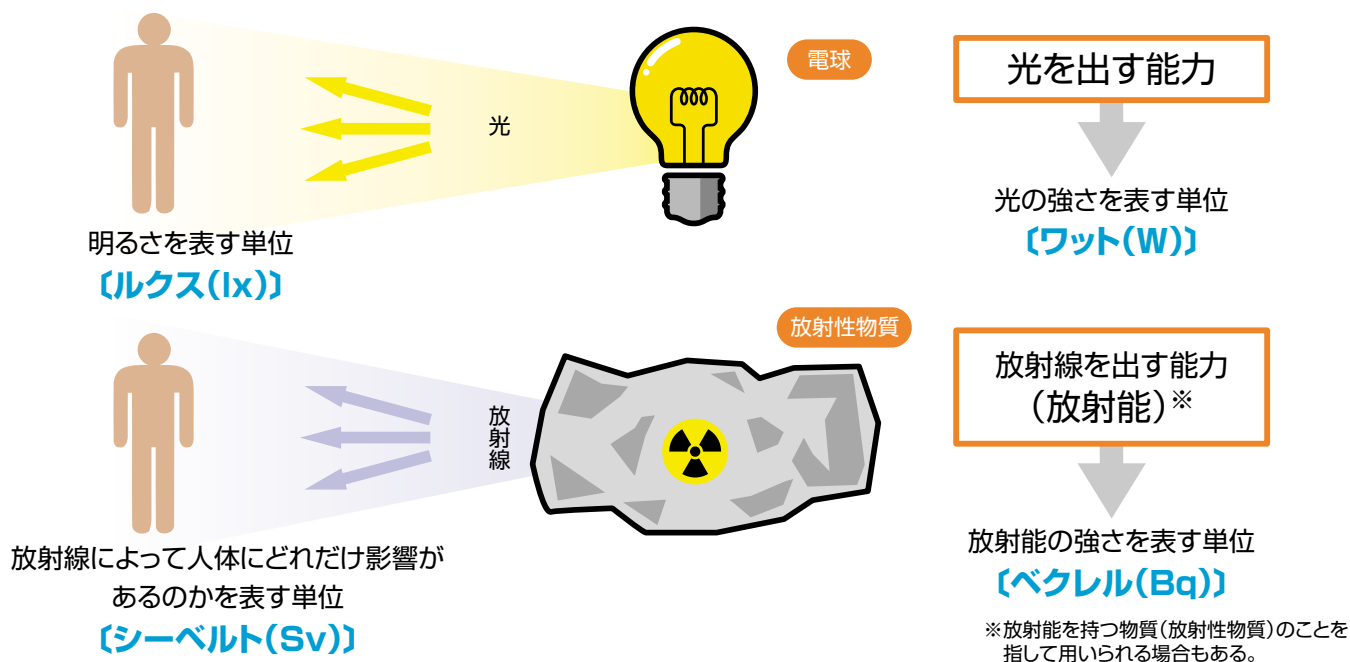 電球
光を出す能力
光
光の強さを表す単位
〔ワット(W)〕
明るさを表す単位
〔ルクス(lx)〕
放射性物質
放射線を出す能力
(放射能)※
放射線
放射能の強さを表す単位
〔ベクレル(Bq)〕
放射線によって人体にどれだけ影響が
あるのかを表す単位
〔シーベルト(Sv)〕
※放射能を持つ物質(放射性物質)のことを
指して用いられる場合もある。